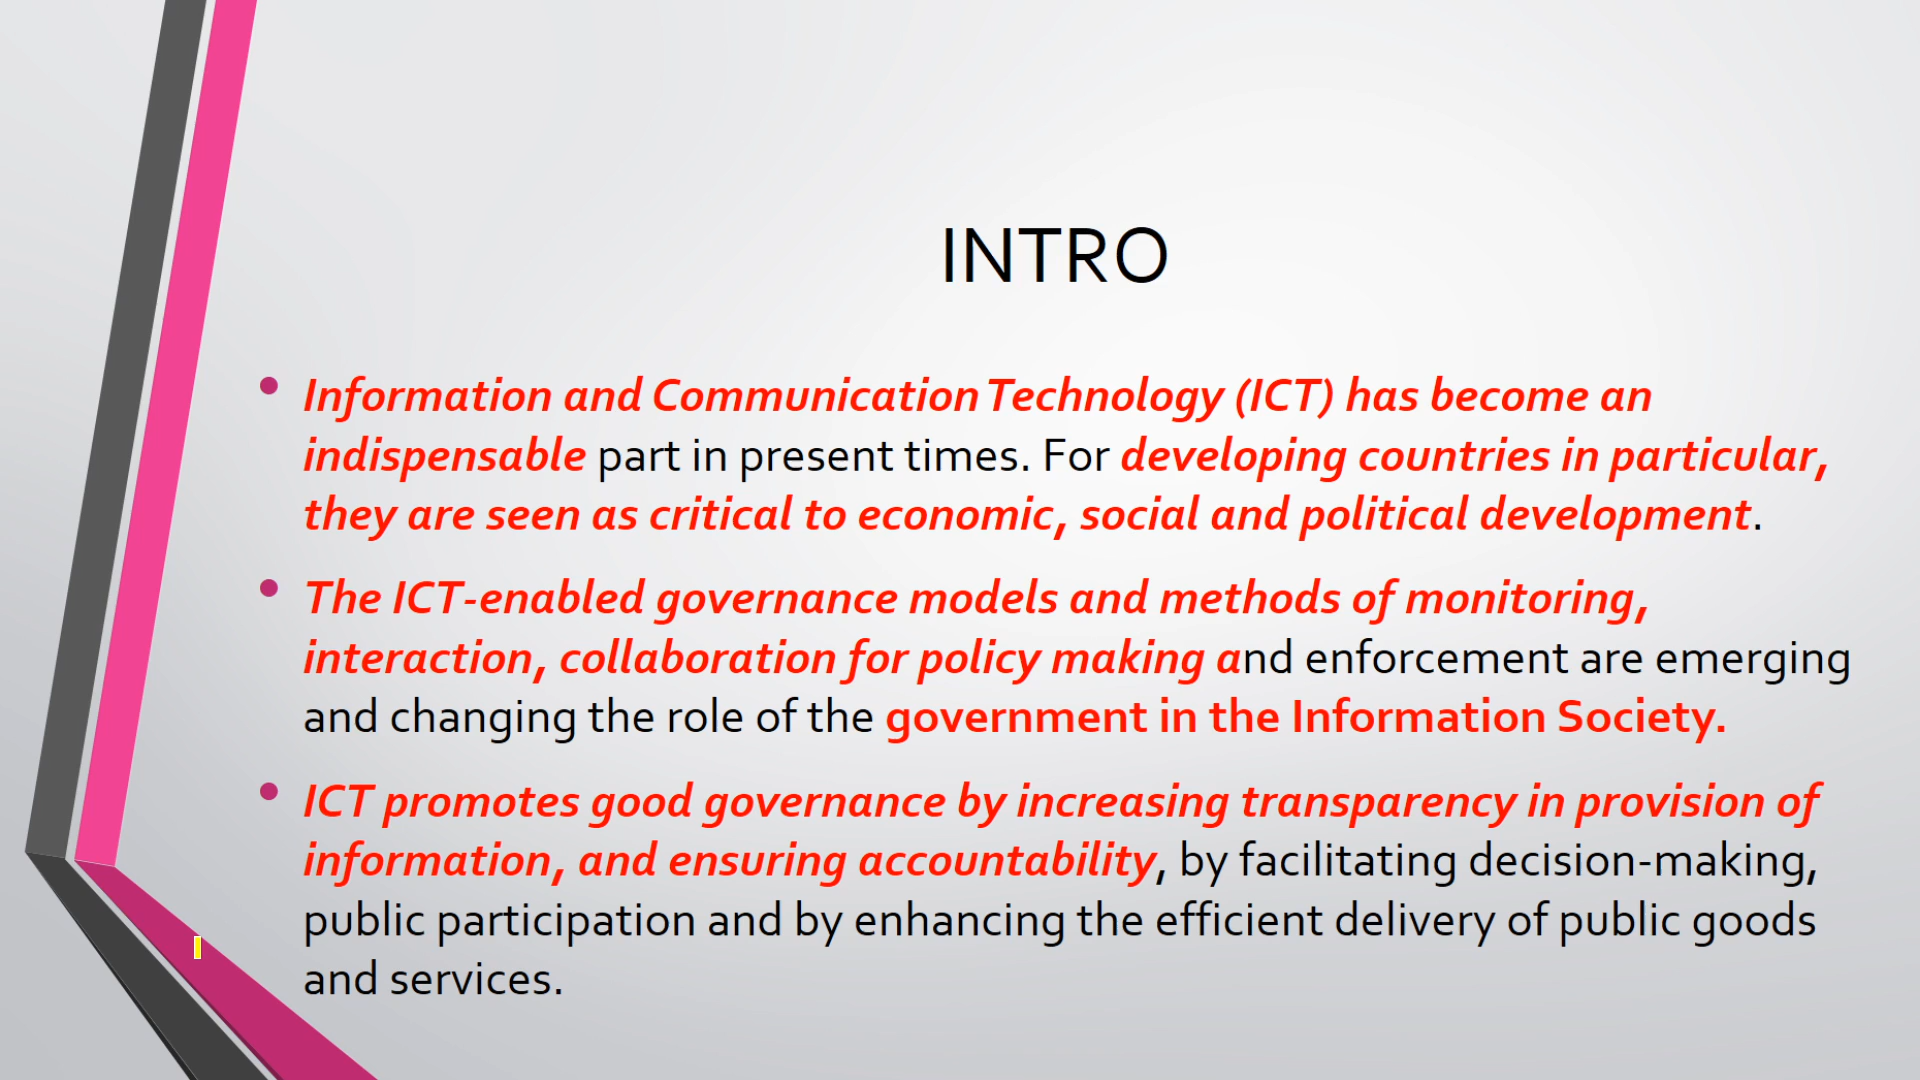 INTRO
Information and Communication Technology (ICT) has become an
indispensable part in present times. For developing countries in particular,
they are seen as critical to economic, social and political development.
The ICT-enabled governance models and methods of monitoring,
interaction, collaboration for policy making and enforcement are emerging
and changing the role of the government in the Information Society.
ICT promotes good governance by increasing transparency in provision of
information, and ensuring accountability, by facilitating decision-making,
public participation and by enhancing the efficient delivery of public goods
and services.